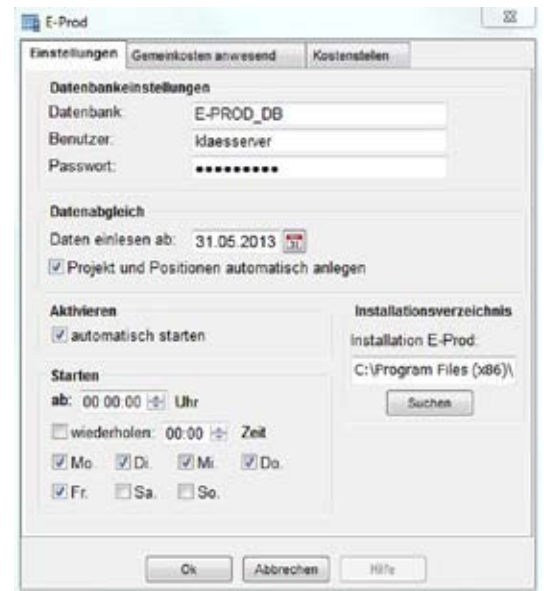 E-Prod
Einstellungen Gemeinkosten anwesend Kostenstellen
Datenbankeinstellungen
Datenbank: E-PROD_DB
Benutzer: klaesserver
Passwort: •••••••••
Datenabgleich
Daten einlesen ab: 31.05.2013
Projekt und Positionen automatisch anlegen
Aktivieren
automatisch starten
Installationsverzeichnis
Installation E-Prod:
C:\Program Files (x86)\
Suchen
Starten
ab: 00:00:00 Uhr
wiederholen: 00:00 Zeit
Mo. Di. Mi. Do.
Fr. Sa. So.
Ok Abbrechen Hilfe